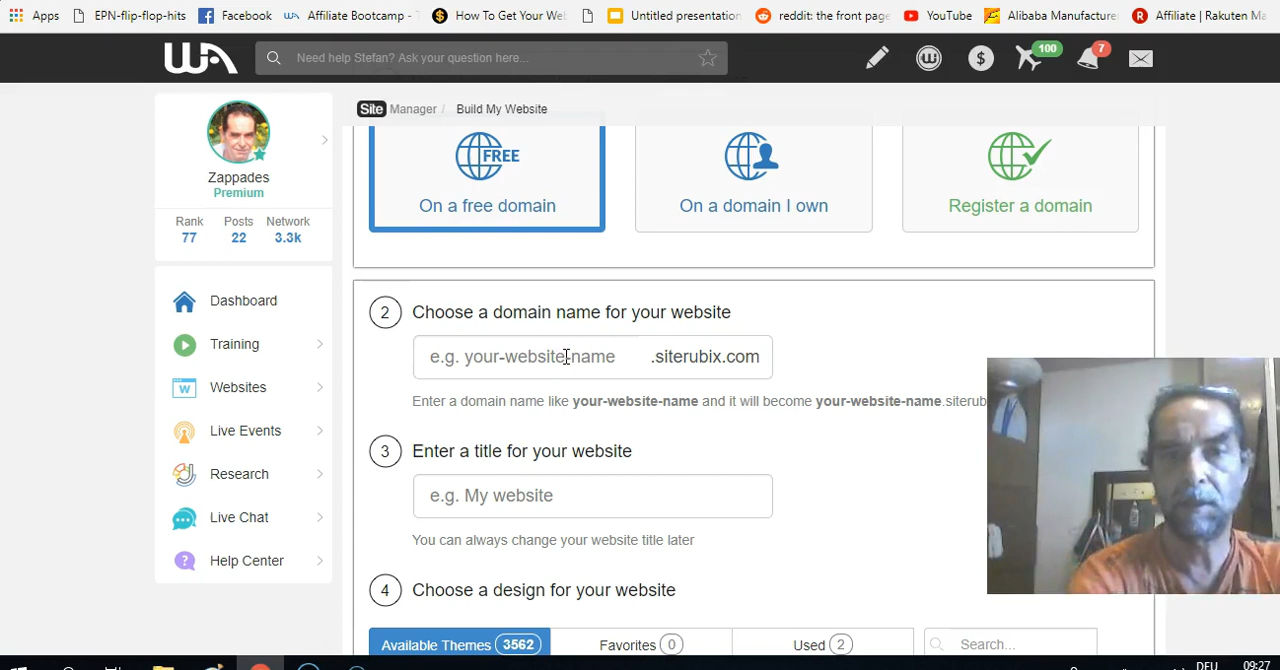 Apps EPN-flip-flop-hits Facebook Affiliate Bootcamp - How To Get Your We Untitled presentation reddit: the front page YouTube Alibaba Manufacture Affiliate | Rakuten Ma
WA Need help Stefan? Ask your question here... W $ 100 7
Site Manager / Build My Website
Zappades
Premium
Rank Posts Network
77 22 3.3k
Dashboard
Training
W Websites
Live Events
Research
Live Chat
? Help Center
FREE
On a free domain On a domain I own Register a domain
2 Choose a domain name for your website
e.g. your-website-name .siterubix.com
Enter a domain name like your-website-name and it will become your-website-name.siterub
3 Enter a title for your website
e.g. My website
You can always change your website title later
4 Choose a design for your website
Available Themes 3562 Favorites 0 Used 2 Search...
DEU 09:27